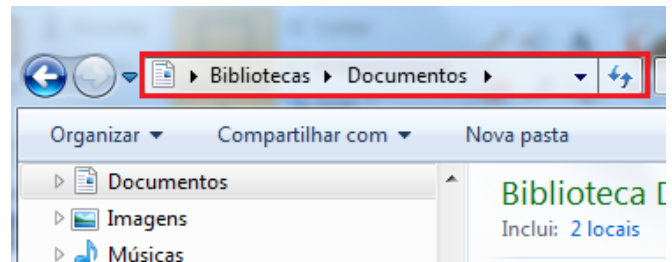 Bibliotecas Documentos
Organizar Compartilhar com Nova pasta
Documentos
Biblioteca D
Imagens
Inclui: 2 locais
Músicas